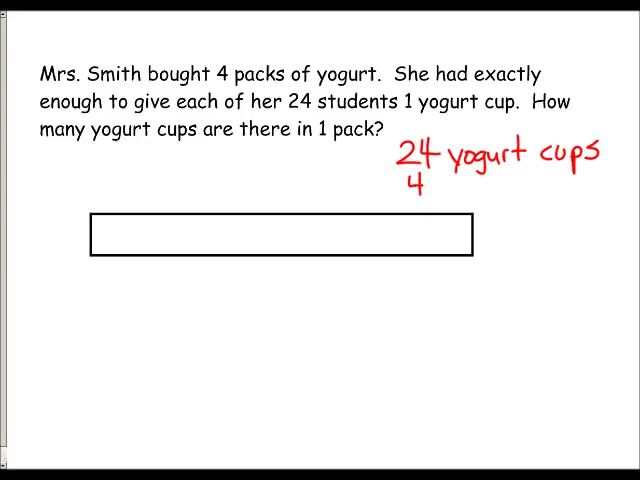 Mrs. Smith bought 4 packs of yogurt. She had exactly
enough to give each of her 24 students 1 yogurt cup. How
many yogurt cups are there in 1 pack?
24 yogurt cups
4